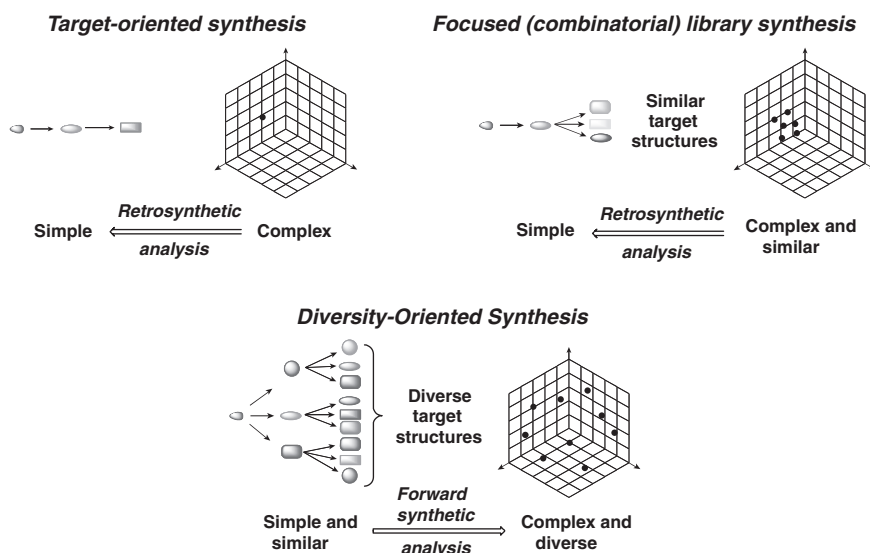 Target-oriented synthesis
Simple
Retrosynthetic
analysis
Complex
Focused (combinatorial) library synthesis
Similar
target
structures
Simple
Retrosynthetic
analysis
Complex and
similar
Diversity-Oriented Synthesis
Diverse
target
structures
Simple and
similar
Forward
synthetic
analysis
Complex and
diverse